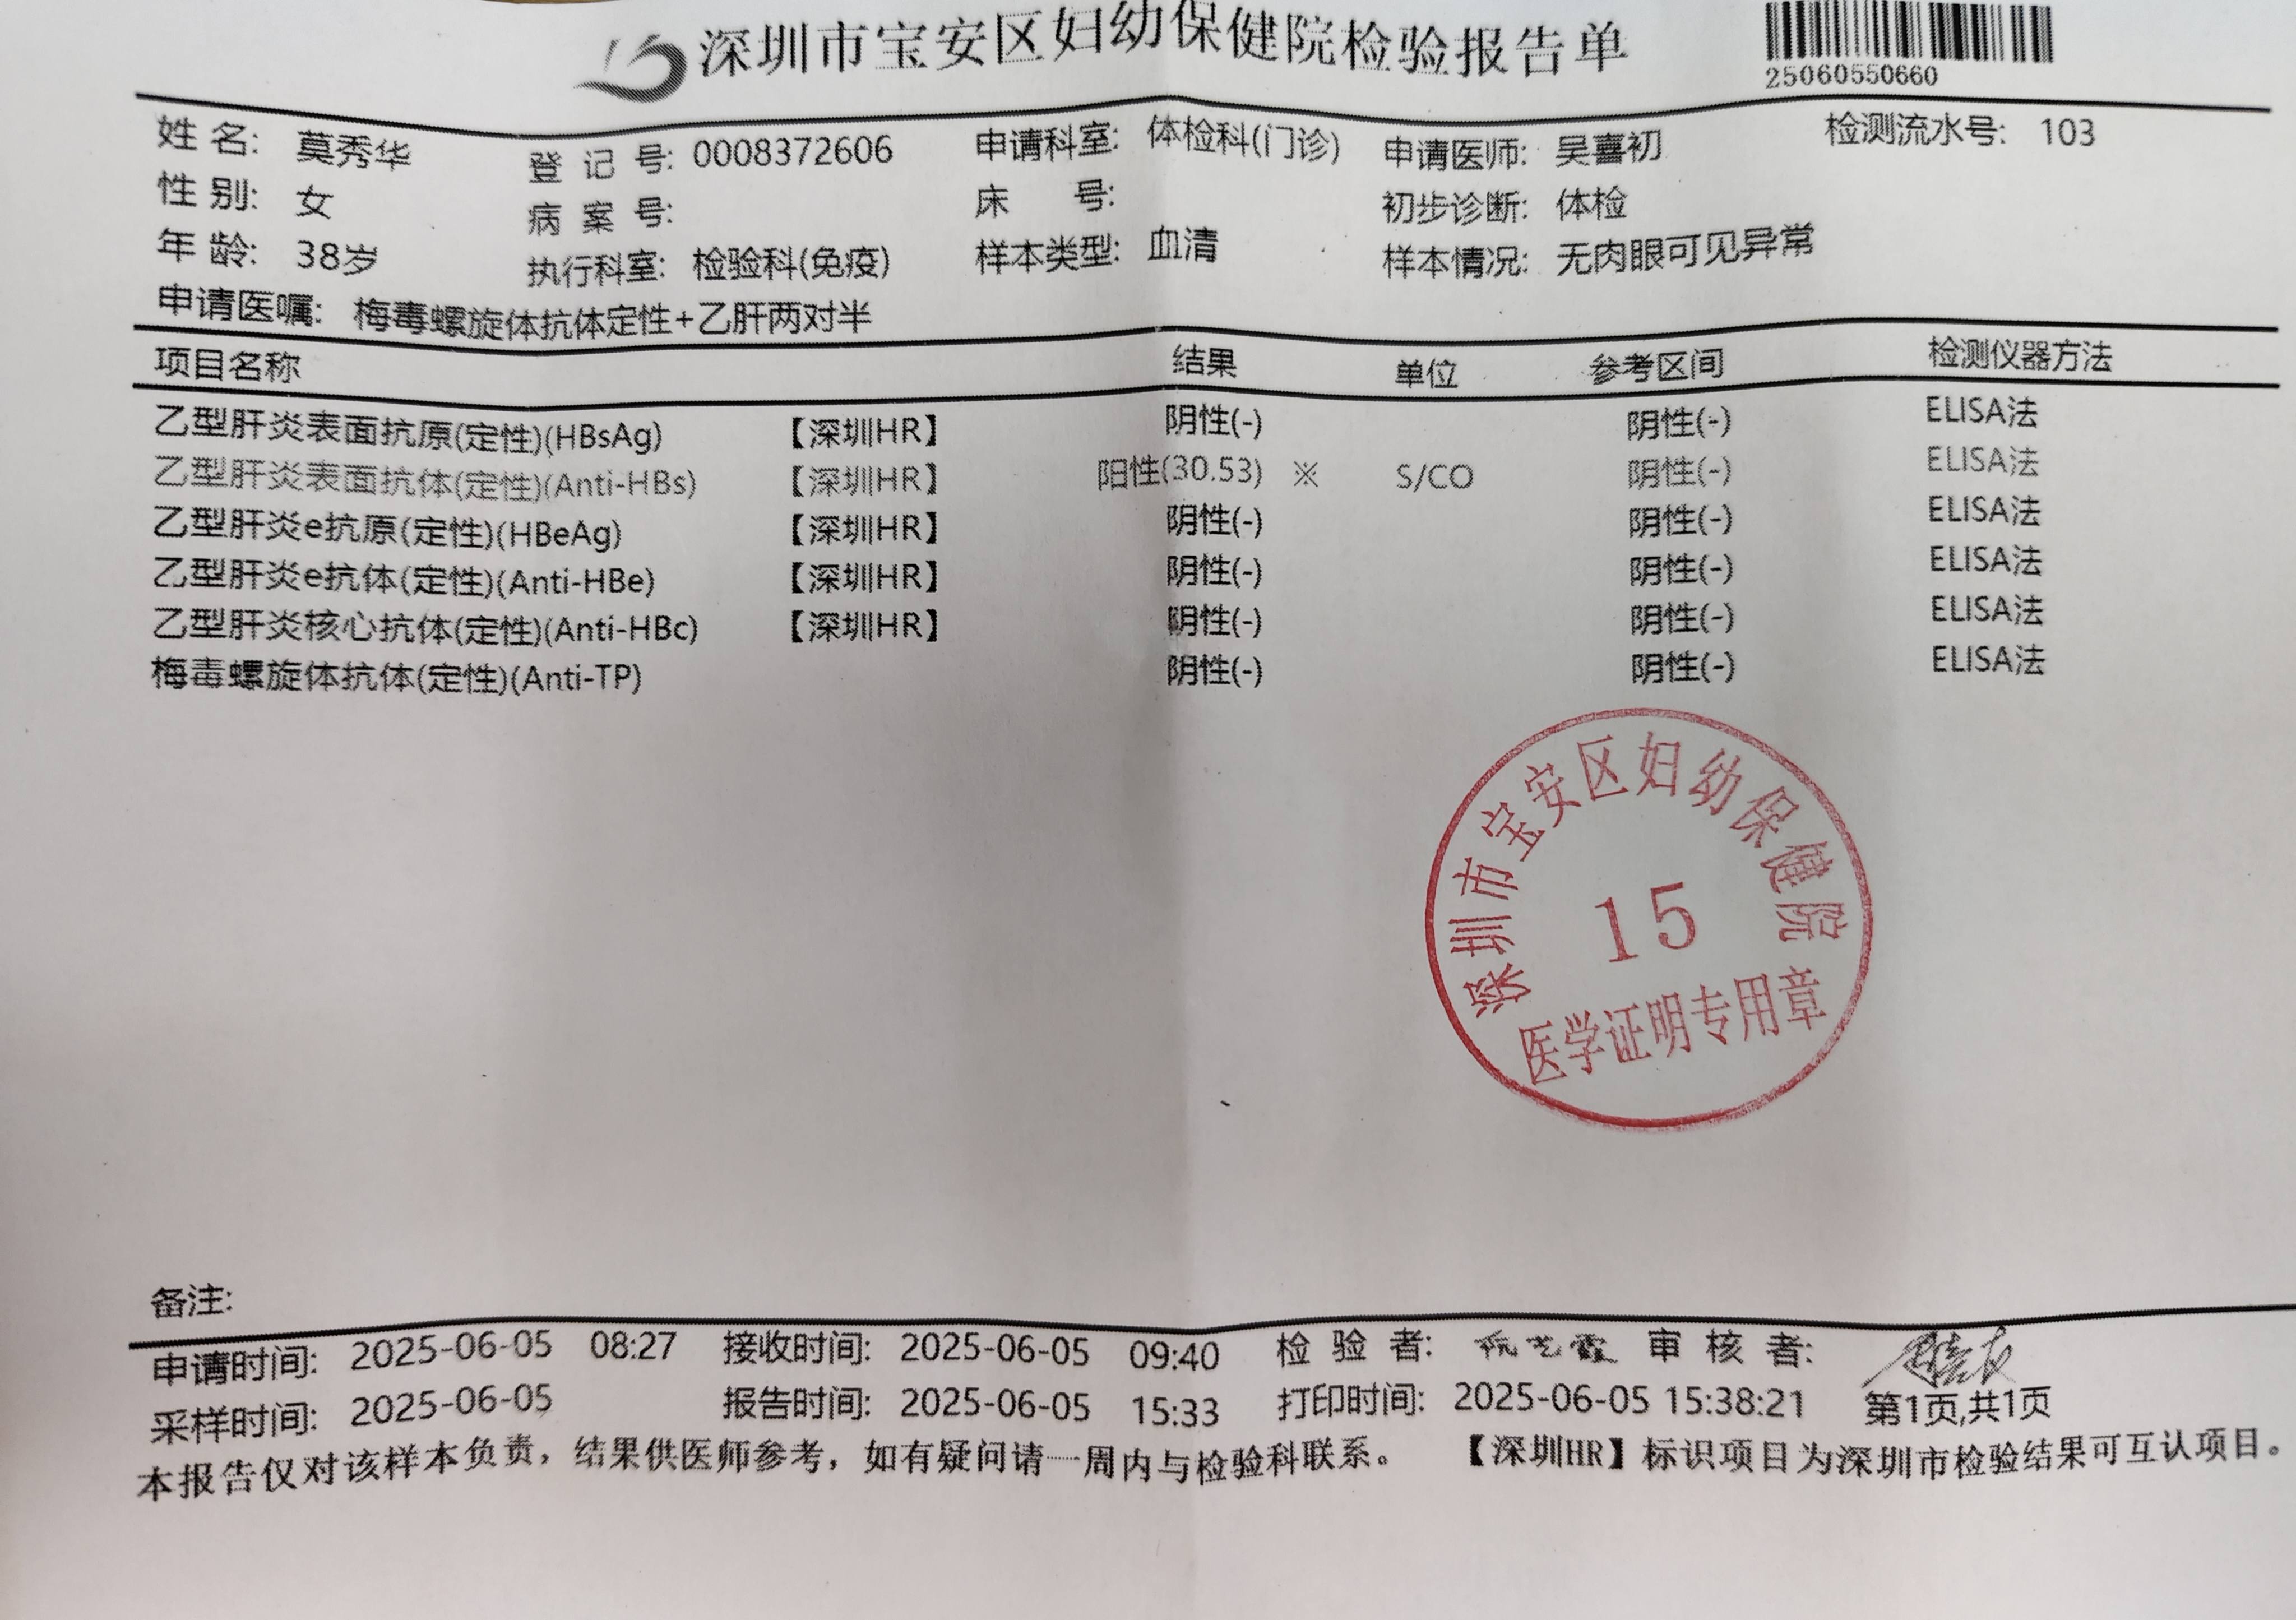 深圳市宝安区妇幼保健院检验报告单
25060550660
姓 名: 莫秀华 登 记 号: 0008372606 申请科室: 体检科(门诊) 申请医师: 吴喜初 检测流水号: 103
性 别: 女 病 案 号: 床 号: 初步诊断: 体检
年 龄: 38岁 执行科室: 检验科(免疫) 样本类型: 血清 样本情况: 无肉眼可见异常
申请医嘱: 梅毒螺旋体抗体定性+乙肝两对半
项目名称 结果 单位 参考区间 检测仪器方法
乙型肝炎表面抗原(定性)(HBsAg) 【深圳HR】 阴性(-) 阴性(-) ELISA法
乙型肝炎表面抗体(定性)(Anti-HBs) 【深圳HR】 阳性(30.53) ※ S/CO 阴性(-) ELISA法
乙型肝炎e抗原(定性)(HBeAg) 【深圳HR】 阴性(-) 阴性(-) ELISA法
乙型肝炎e抗体(定性)(Anti-HBe) 【深圳HR】 阴性(-) 阴性(-) ELISA法
乙型肝炎核心抗体(定性)(Anti-HBc) 【深圳HR】 阴性(-) 阴性(-) ELISA法
梅毒螺旋体抗体(定性)(Anti-TP) 阴性(-) 阴性(-) ELISA法
深圳市宝安区妇幼保健院
15
医学证明专用章
备注:
申请时间: 2025-06-05 08:27 接收时间: 2025-06-05 09:40 检 验 者: 审 核 者:
采样时间: 2025-06-05 报告时间: 2025-06-05 15:33 打印时间: 2025-06-05 15:38:21 第1页,共1页
本报告仅对该样本负责，结果供医师参考，如有疑问请一周内与检验科联系。 【深圳HR】标识项目为深圳市检验结果可互认项目。